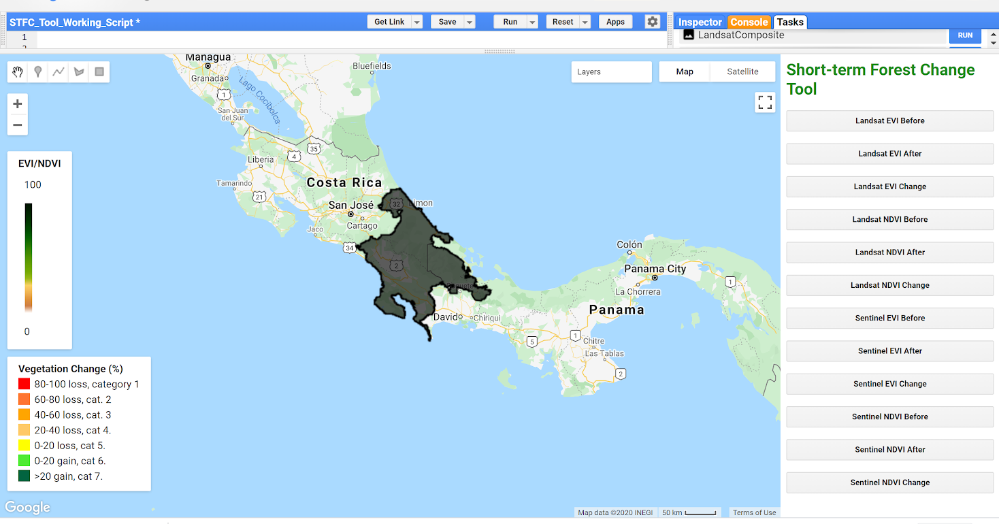 STFC_Tool_Working_Script *
Get Link
Save
Run
Reset
Apps
Inspector
Console
Tasks
1
LandsatComposite
RUN
Layers
Map
Satellite
Short-term Forest Change
Tool
Landsat EVI Before
Landsat EVI After
Landsat EVI Change
Landsat NDVI Before
Landsat NDVI After
Landsat NDVI Change
Sentinel EVI Before
Sentinel EVI After
Sentinel EVI Change
Sentinel NDVI Before
Sentinel NDVI After
Sentinel NDVI Change
+
−
EVI/NDVI
100
0
Vegetation Change (%)
80-100 loss, category 1
60-80 loss, cat. 2
40-60 loss, cat. 3
20-40 loss, cat 4.
0-20 loss, cat 5.
0-20 gain, cat 6.
>20 gain, cat 7.
Managua
Granada
Bluefields
Lago Cocibolca
1
San Juan
del Sur
35
4
Liberia
Tamarindo
21
Costa Rica
San José
32
Limon
Cartago
Jaco
34
2
David
Chiriqui
Colón
Panama City
La Chorrera
1
Panama
5
1
Chitre
Las Tablas
2
Google
Map data ©2020 INEGI
50 km
Terms of Use